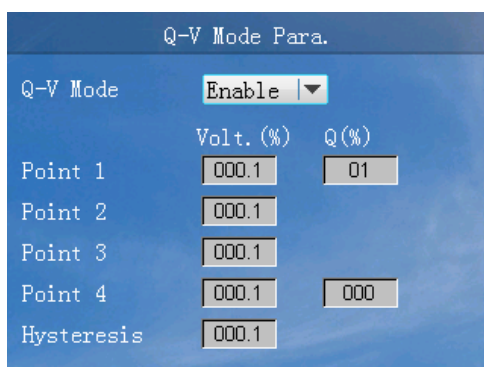 Q-V Mode Para.
Q-V Mode Enable
Volt.(%) Q(%)
Point 1 000.1 01
Point 2 000.1
Point 3 000.1
Point 4 000.1 000
Hysteresis 000.1